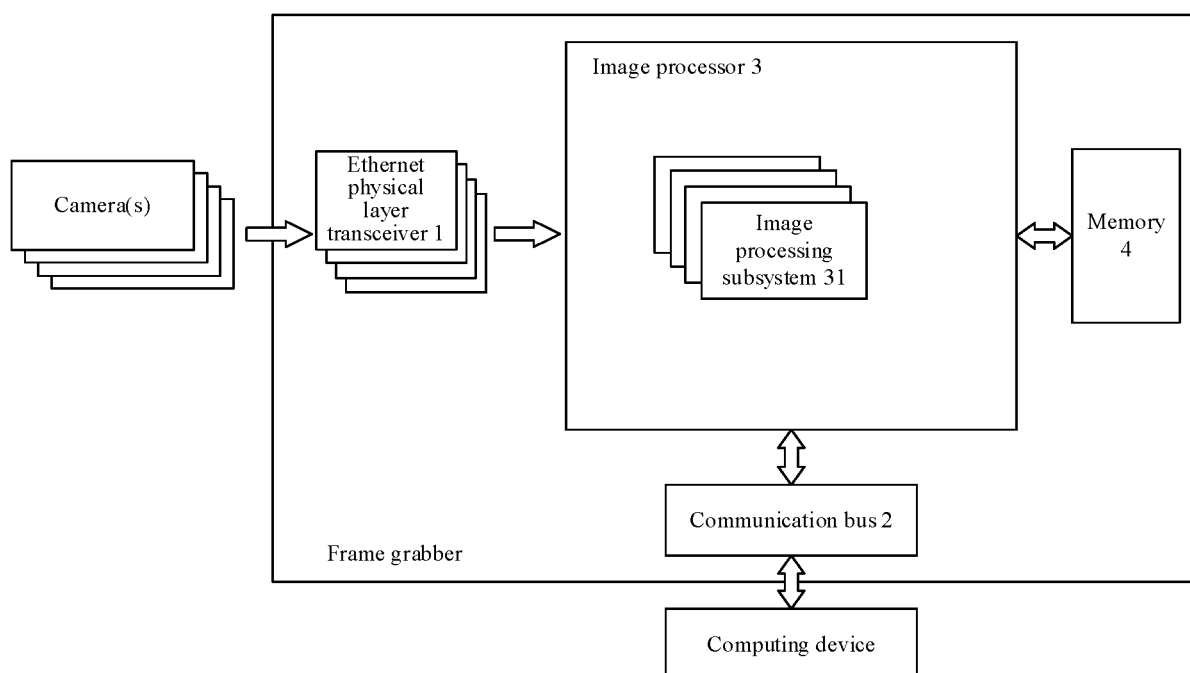 Image processor 3
Camera(s)
Ethernet
physical
layer
transceiver 1
Image
processing
subsystem 31
Memory
4
Communication bus 2
Frame grabber
Computing device